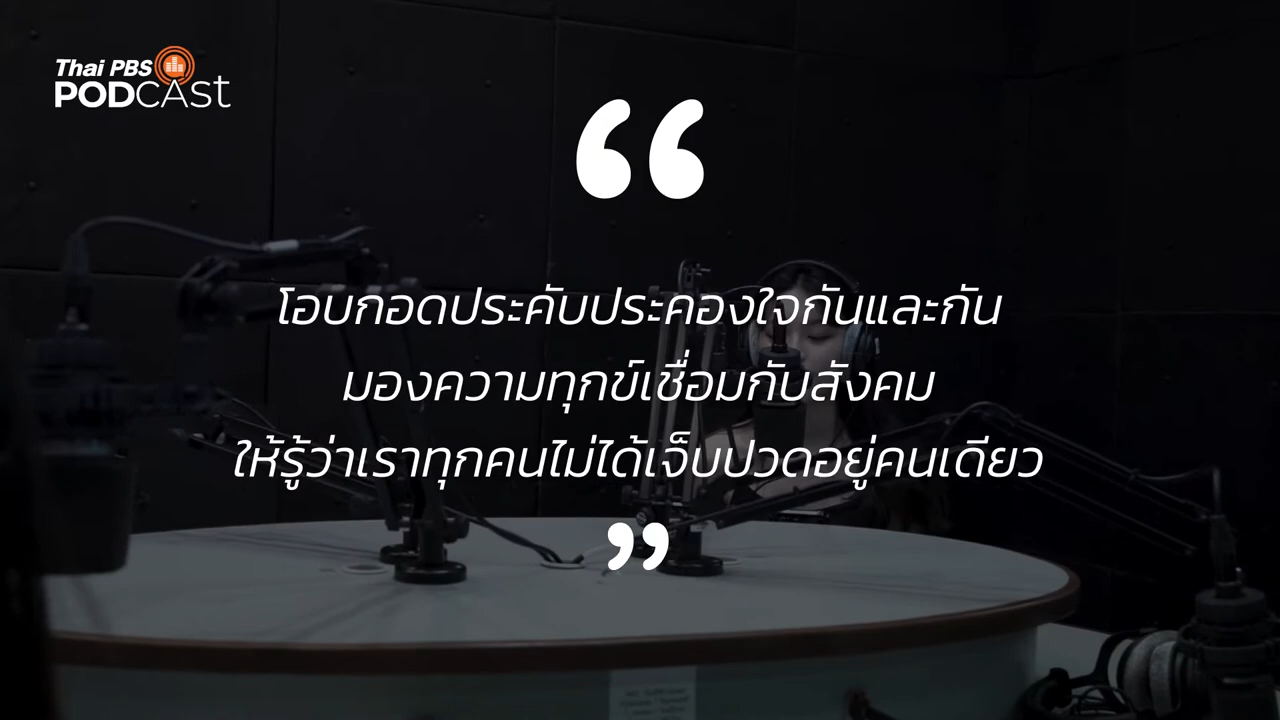 Thai PBS
PODCASt
“
โอบกอดประคับประคองใจกันและกัน
มองความทุกข์เชื่อมกับสังคม
ให้รู้ว่าเราทุกคนไม่ได้เจ็บปวดอยู่คนเดียว
”